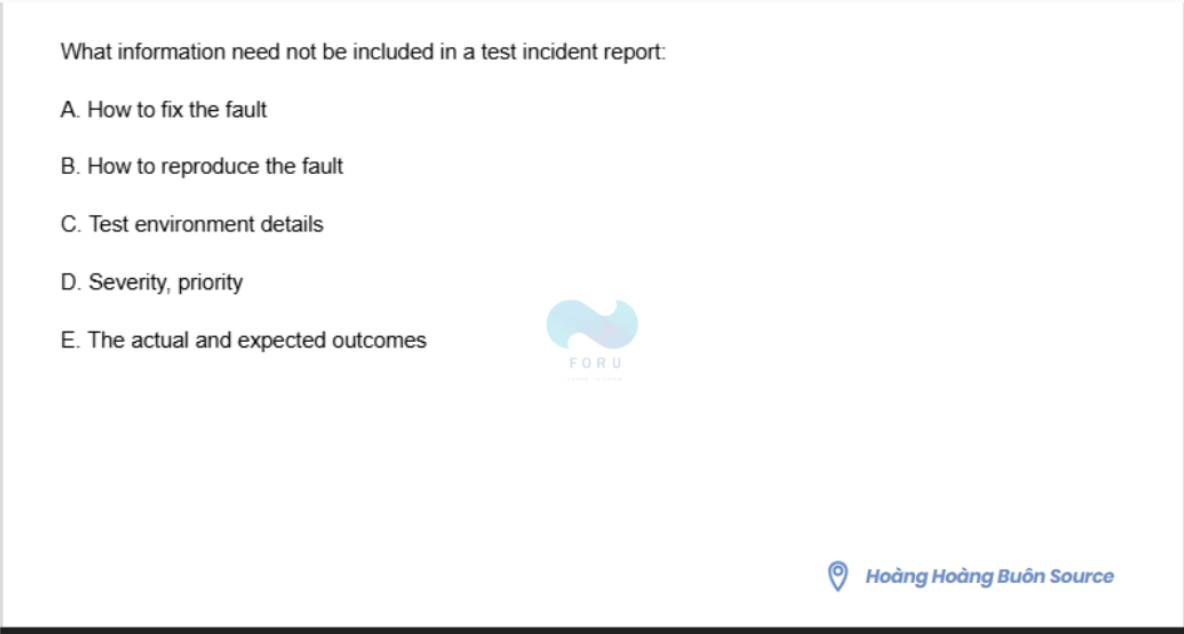 What information need not be included in a test incident report:
A. How to fix the fault
B. How to reproduce the fault
C. Test environment details
D. Severity, priority
E. The actual and expected outcomes
FORU
Hoàng Hoàng Buôn Source